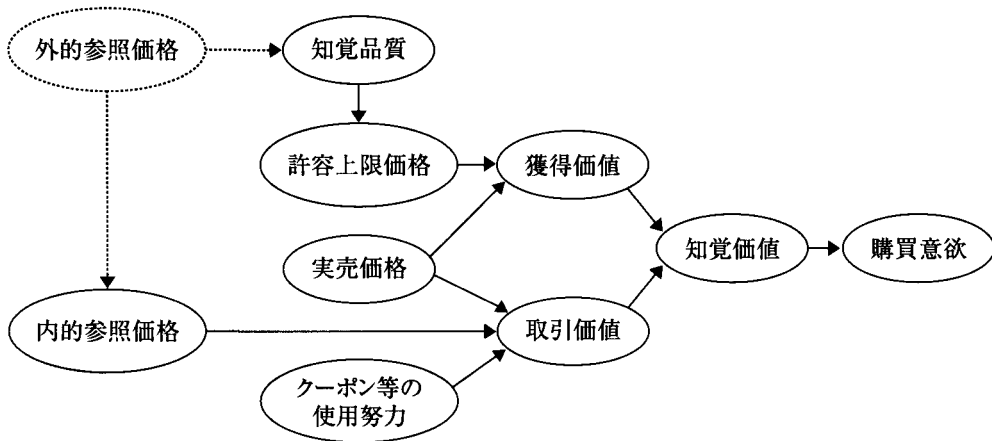 外的参照価格
知覚品質
許容上限価格
獲得価値
実売価格
知覚価値
購買意欲
内的参照価格
取引価値
クーポン等の
使用努力